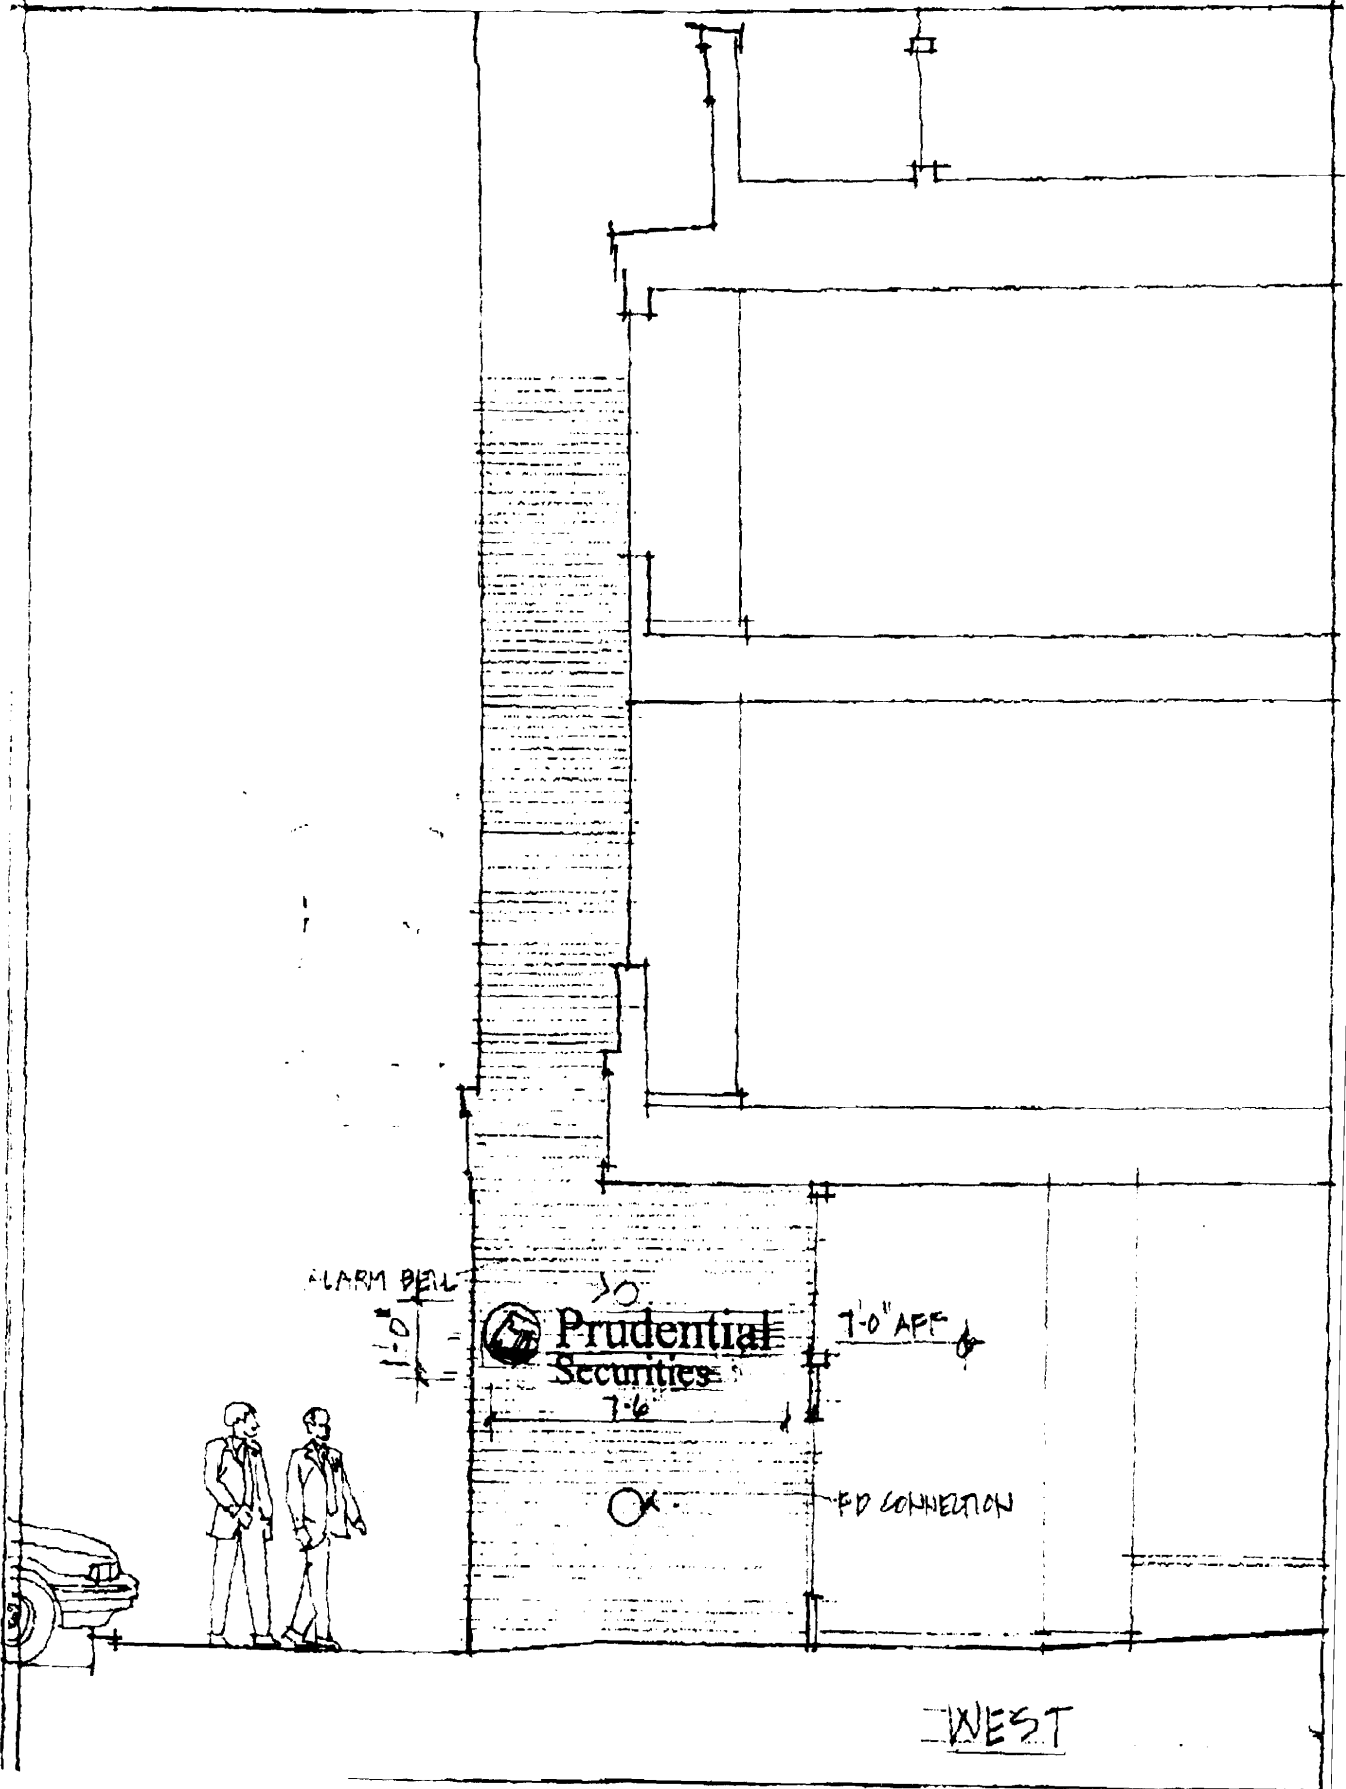 ALARM BELL
1'-0"
Prudential
Securities
7'-0" AFF
7'-6"
FD CONNECTION
WEST